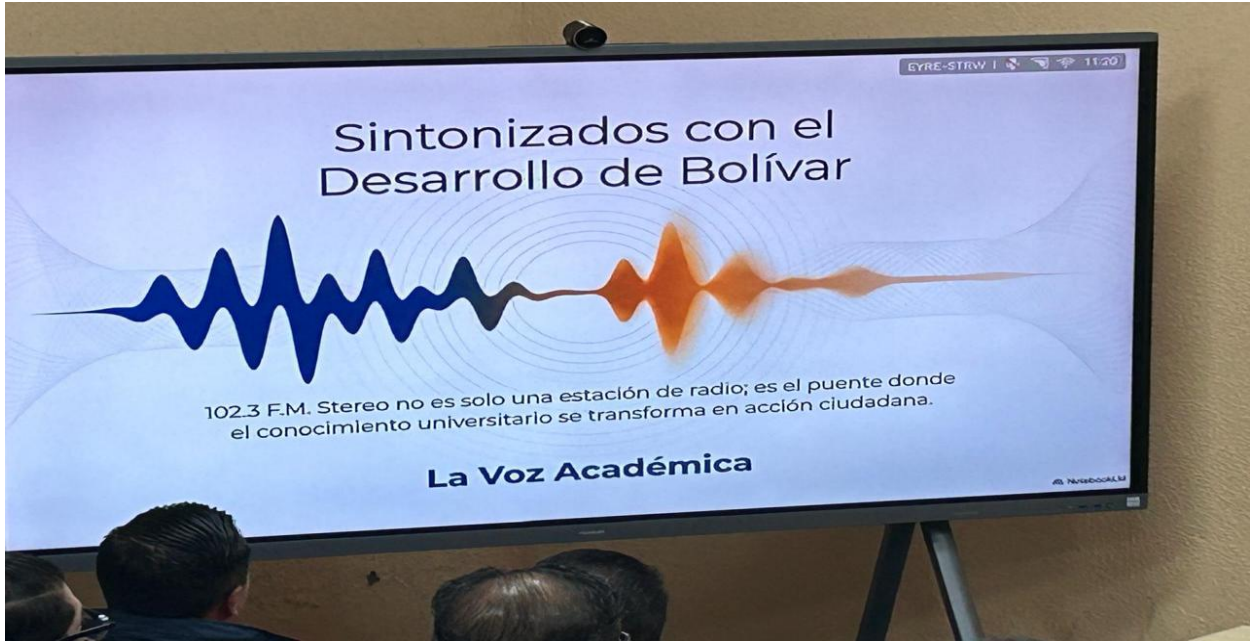 EYRE-STRW 11:20
Sintonizados con el
Desarrollo de Bolívar
102.3 F.M. Stereo no es solo una estación de radio; es el puente donde
el conocimiento universitario se transforma en acción ciudadana.
La Voz Académica
NotebookLM